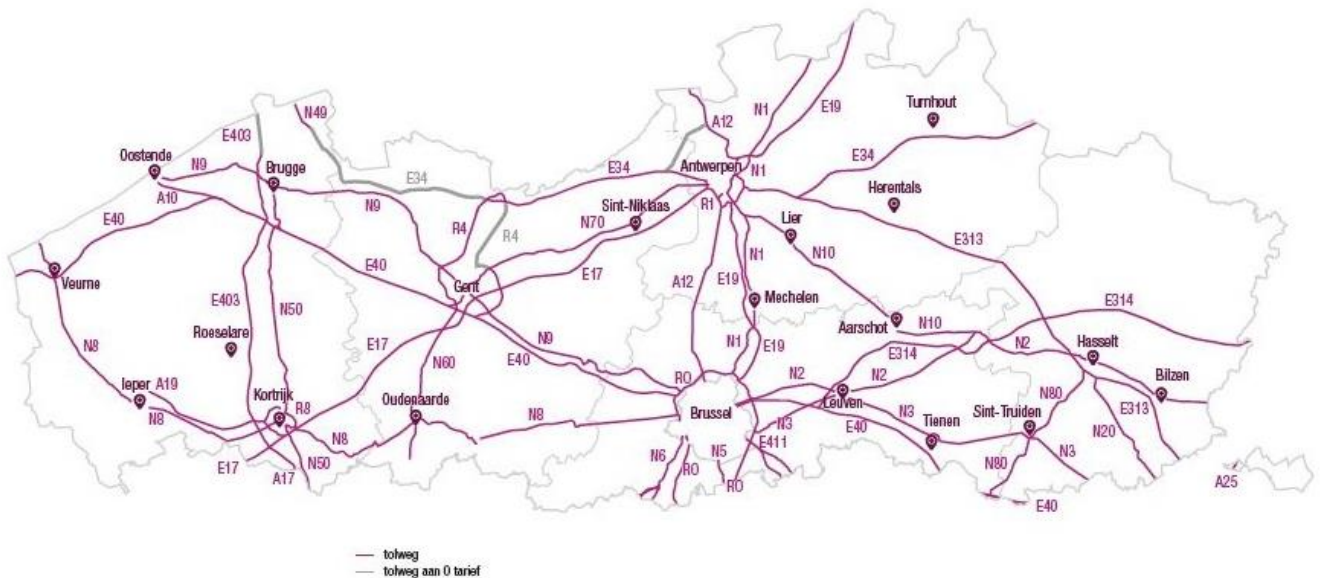 N49
N1
E19
A12
Turnhout
E403
Oostende
N9
Brugge
E34
E34
Antwerpen
N1
E34
Herentals
A10
N9
R4
Sint-Niklaas
R1
Lier
E40
N70
R4
N1
N10
E313
E40
E17
A12
E19
Veurne
Gent
Mechelen
E403
N50
E314
Aarschot
N10
Roeselare
E17
N9
N1
E19
E314
N2
Hasselt
N8
N60
E40
Ieper
A19
RO
N2
N2
Bilzen
Kortrijk
R8
Oudenaarde
Brussel
Leuven
N80
E313
N8
N8
N8
N3
N3
Tienen
Sint-Truiden
N20
E40
E17
N50
A17
N6
RO
N5
E411
RO
N80
N3
A25
E40
tolweg
tolweg aan 0 tarief